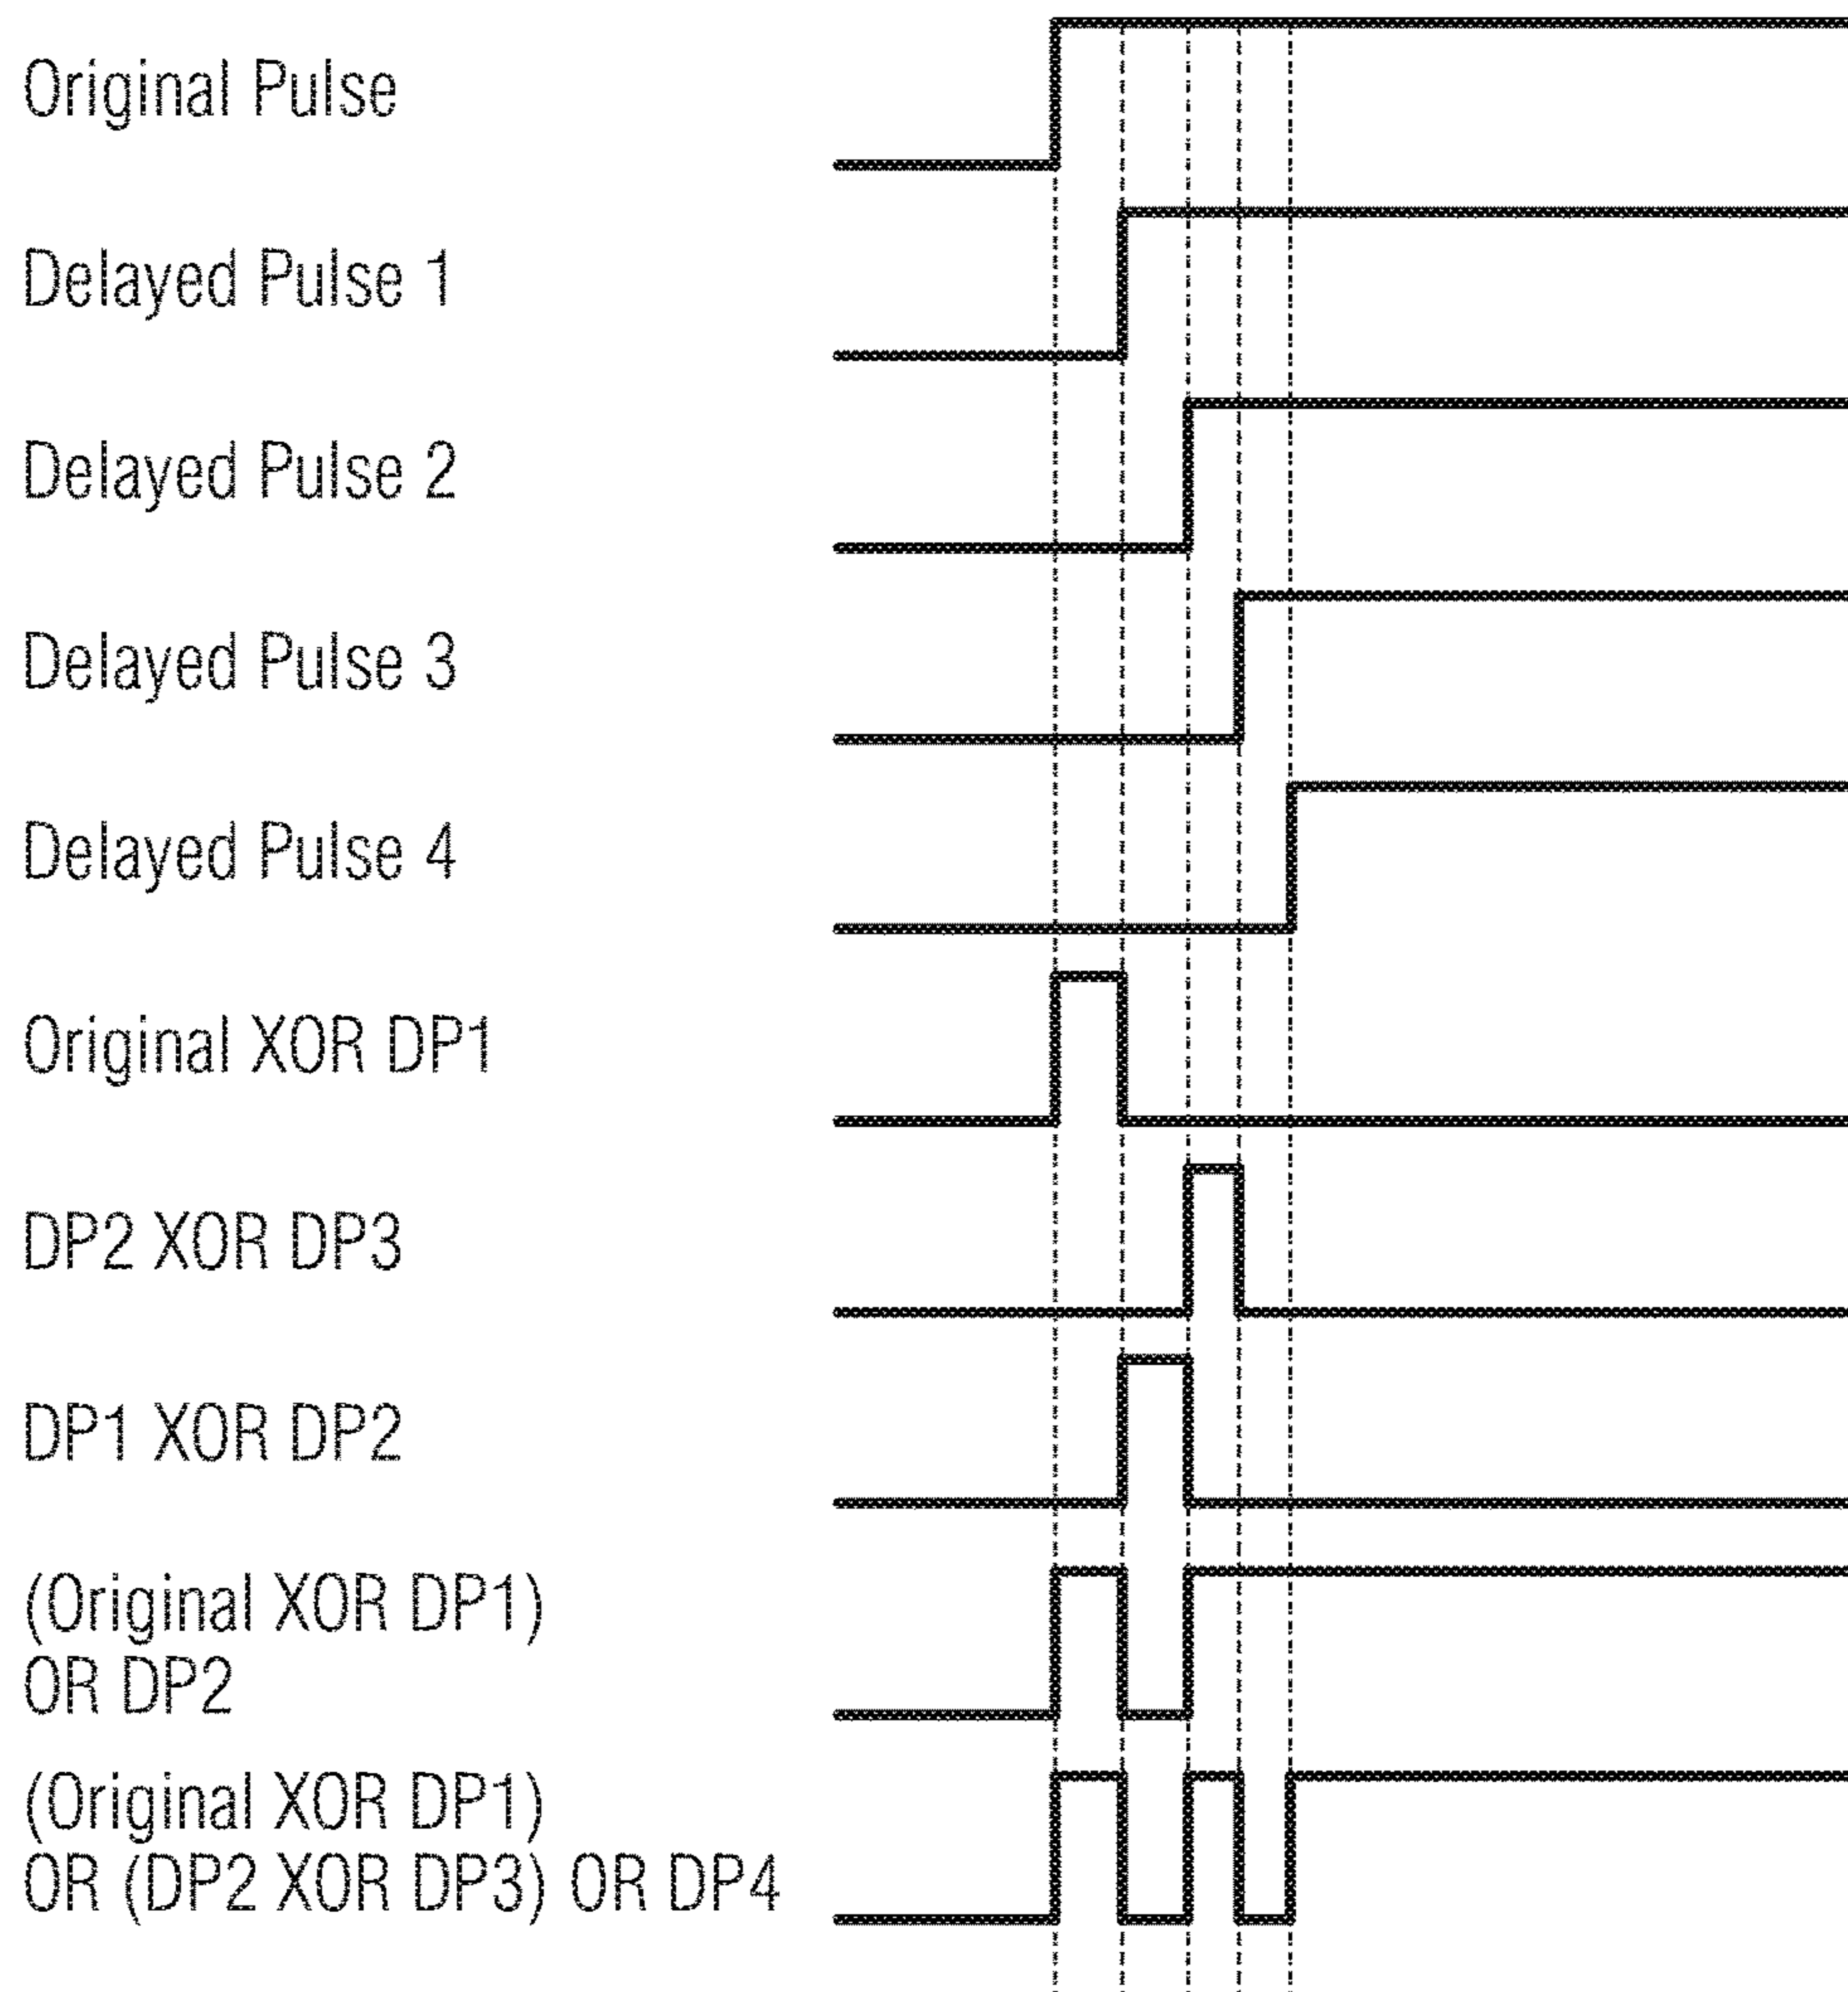 Original Pulse
Delayed Pulse 1
Delayed Pulse 2
Delayed Pulse 3
Delayed Pulse 4
Original XOR DP1
DP2 XOR DP3
DP1 XOR DP2
(Original XOR DP1)
OR DP2
(Original XOR DP1)
OR (DP2 XOR DP3) OR DP4